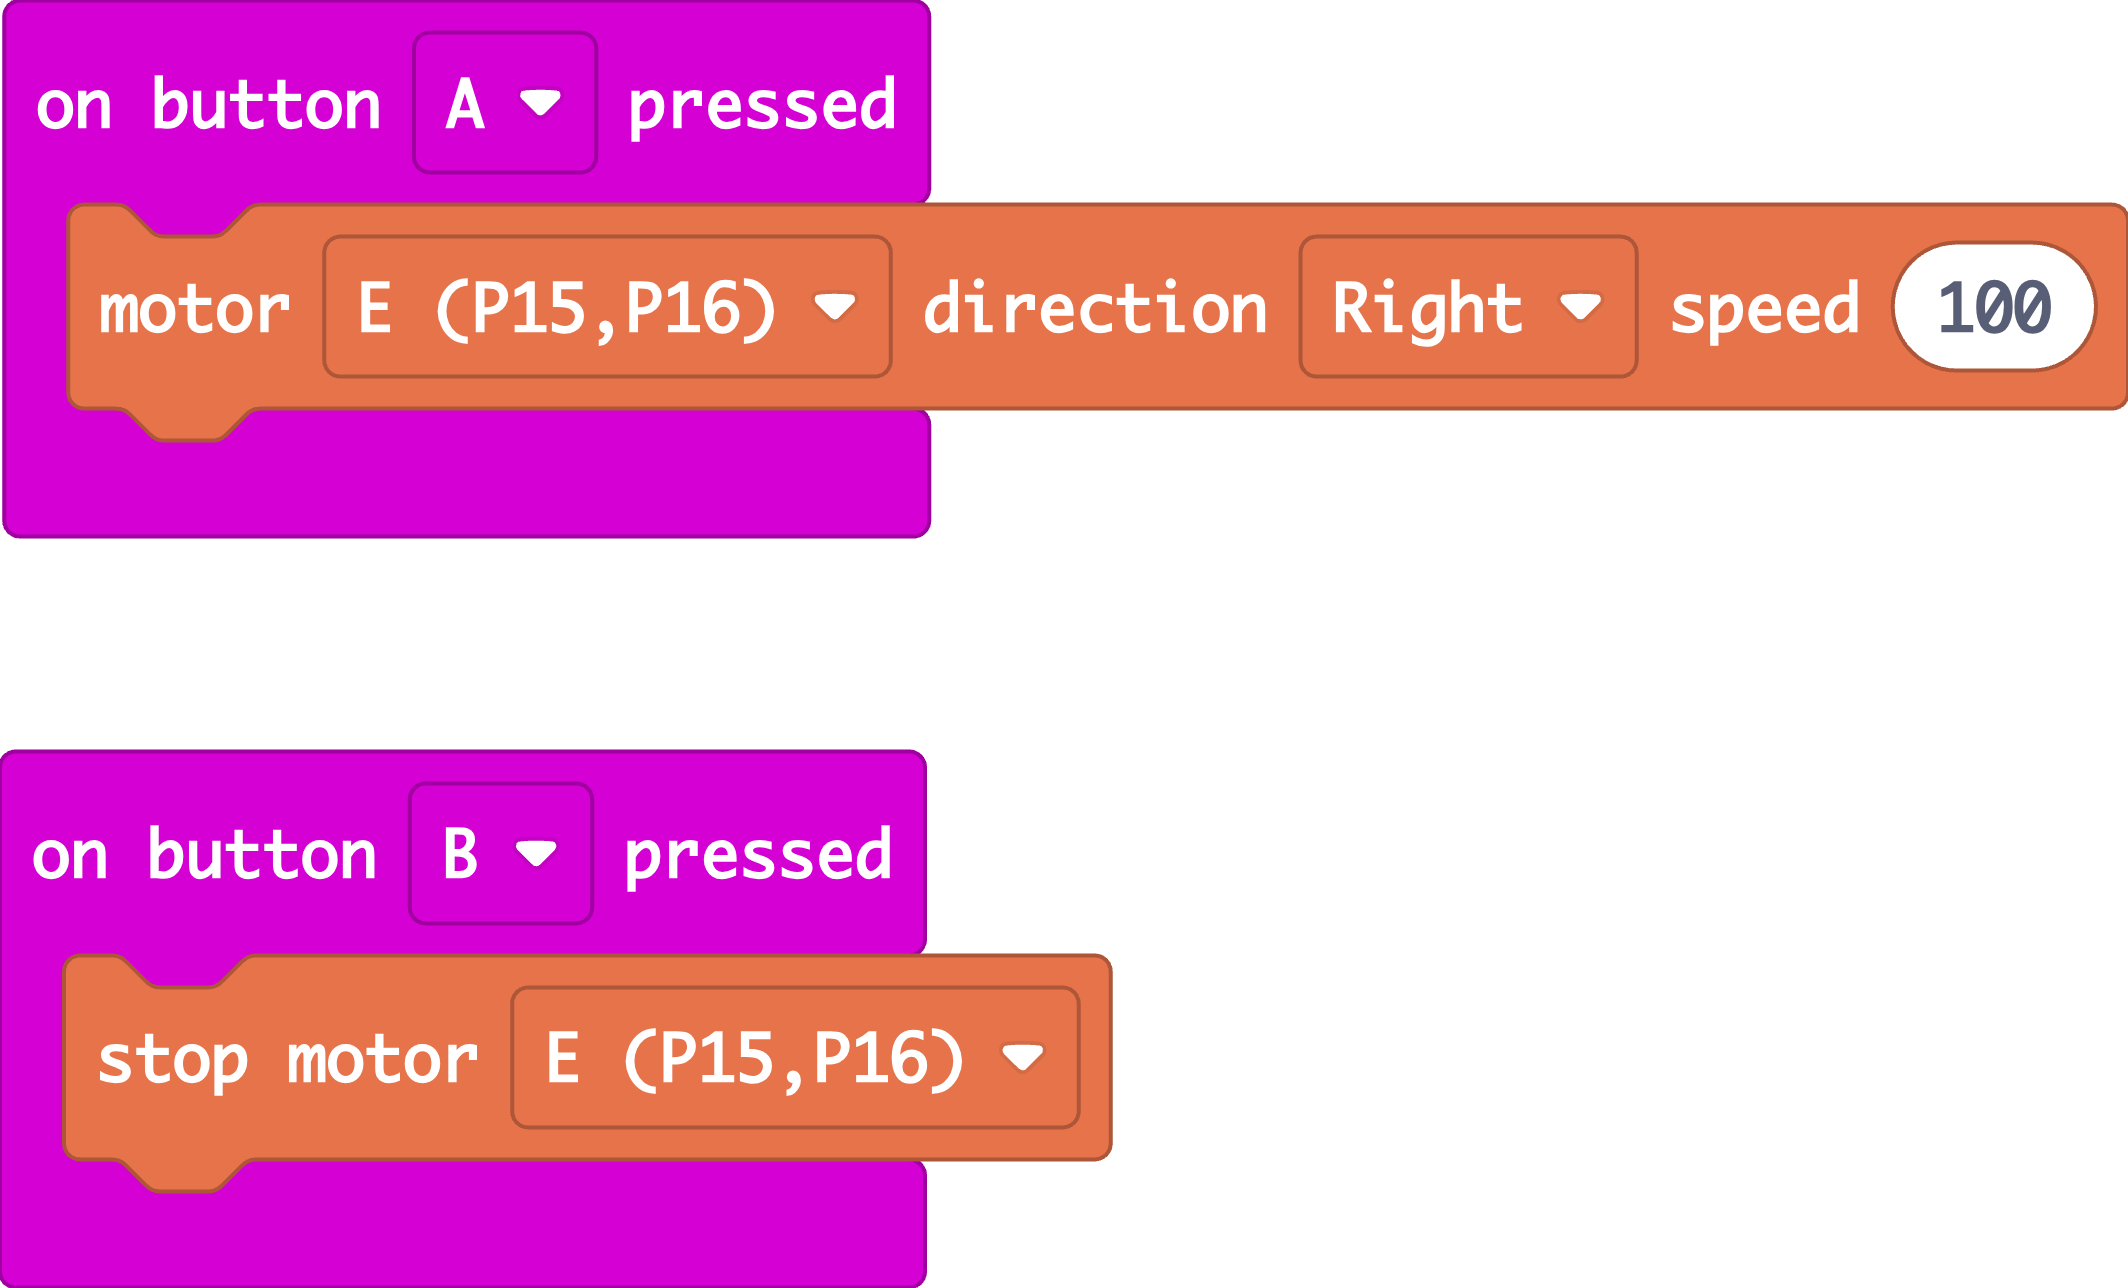 on button A pressed
motor E (P15,P16) direction Right speed 100
on button B pressed
stop motor E (P15,P16)